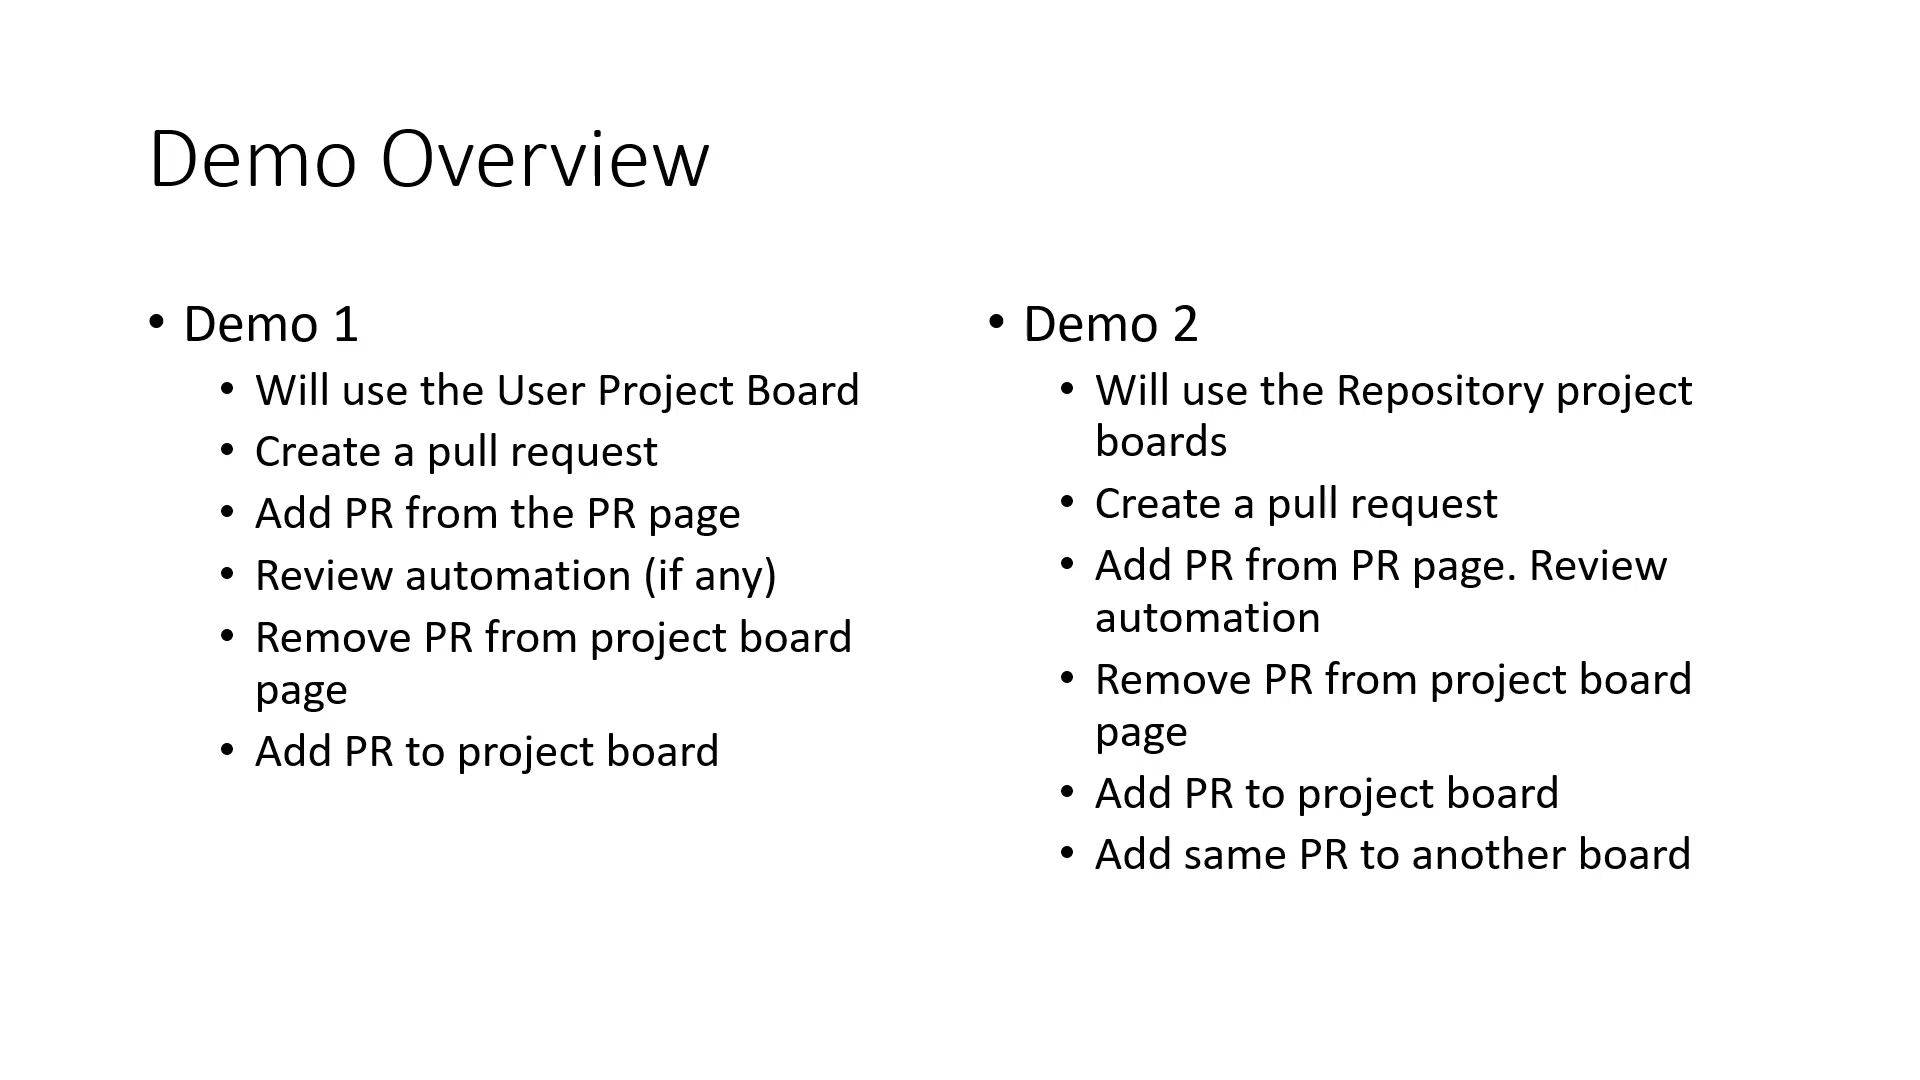 Demo Overview
• Demo 1
• Will use the User Project Board
• Create a pull request
• Add PR from the PR page
• Review automation (if any)
• Remove PR from project board
page
• Add PR to project board
• Demo 2
• Will use the Repository project
boards
• Create a pull request
• Add PR from PR page. Review
automation
• Remove PR from project board
page
• Add PR to project board
• Add same PR to another board